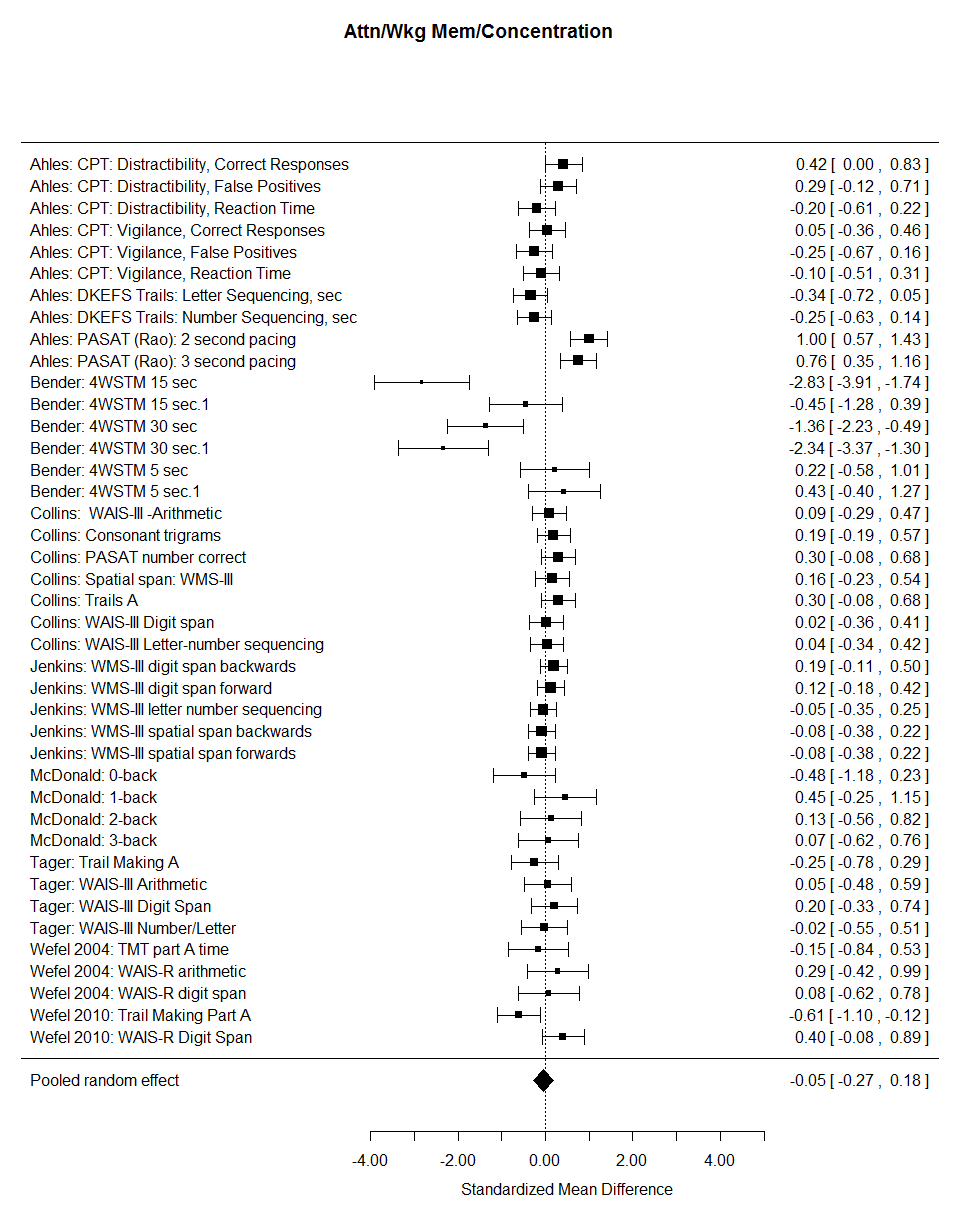 Attn/Wkg Mem/Concentration
Ahles: CPT: Distractibility, Correct Responses 0.42 [ 0.00 , 0.83 ]
Ahles: CPT: Distractibility, False Positives 0.29 [ -0.12 , 0.71 ]
Ahles: CPT: Distractibility, Reaction Time -0.20 [ -0.61 , 0.22 ]
Ahles: CPT: Vigilance, Correct Responses 0.05 [ -0.36 , 0.46 ]
Ahles: CPT: Vigilance, False Positives -0.25 [ -0.67 , 0.16 ]
Ahles: CPT: Vigilance, Reaction Time -0.10 [ -0.51 , 0.31 ]
Ahles: DKEFS Trails: Letter Sequencing, sec -0.34 [ -0.72 , 0.05 ]
Ahles: DKEFS Trails: Number Sequencing, sec -0.25 [ -0.63 , 0.14 ]
Ahles: PASAT (Rao): 2 second pacing 1.00 [ 0.57 , 1.43 ]
Ahles: PASAT (Rao): 3 second pacing 0.76 [ 0.35 , 1.16 ]
Bender: 4WSTM 15 sec -2.83 [ -3.91 , -1.74 ]
Bender: 4WSTM 15 sec.1 -0.45 [ -1.28 , 0.39 ]
Bender: 4WSTM 30 sec -1.36 [ -2.23 , -0.49 ]
Bender: 4WSTM 30 sec.1 -2.34 [ -3.37 , -1.30 ]
Bender: 4WSTM 5 sec 0.22 [ -0.58 , 1.01 ]
Bender: 4WSTM 5 sec.1 0.43 [ -0.40 , 1.27 ]
Collins: WAIS-III -Arithmetic 0.09 [ -0.29 , 0.47 ]
Collins: Consonant trigrams 0.19 [ -0.19 , 0.57 ]
Collins: PASAT number correct 0.30 [ -0.08 , 0.68 ]
Collins: Spatial span: WMS-III 0.16 [ -0.23 , 0.54 ]
Collins: Trails A 0.30 [ -0.08 , 0.68 ]
Collins: WAIS-III Digit span 0.02 [ -0.36 , 0.41 ]
Collins: WAIS-III Letter-number sequencing 0.04 [ -0.34 , 0.42 ]
Jenkins: WMS-III digit span backwards 0.19 [ -0.11 , 0.50 ]
Jenkins: WMS-III digit span forward 0.12 [ -0.18 , 0.42 ]
Jenkins: WMS-III letter number sequencing -0.05 [ -0.35 , 0.25 ]
Jenkins: WMS-III spatial span backwards -0.08 [ -0.38 , 0.22 ]
Jenkins: WMS-III spatial span forwards -0.08 [ -0.38 , 0.22 ]
McDonald: 0-back -0.48 [ -1.18 , 0.23 ]
McDonald: 1-back 0.45 [ -0.25 , 1.15 ]
McDonald: 2-back 0.13 [ -0.56 , 0.82 ]
McDonald: 3-back 0.07 [ -0.62 , 0.76 ]
Tager: Trail Making A -0.25 [ -0.78 , 0.29 ]
Tager: WAIS-III Arithmetic 0.05 [ -0.48 , 0.59 ]
Tager: WAIS-III Digit Span 0.20 [ -0.33 , 0.74 ]
Tager: WAIS-III Number/Letter -0.02 [ -0.55 , 0.51 ]
Wefel 2004: TMT part A time -0.15 [ -0.84 , 0.53 ]
Wefel 2004: WAIS-R arithmetic 0.29 [ -0.42 , 0.99 ]
Wefel 2004: WAIS-R digit span 0.08 [ -0.62 , 0.78 ]
Wefel 2010: Trail Making Part A -0.61 [ -1.10 , -0.12 ]
Wefel 2010: WAIS-R Digit Span 0.40 [ -0.08 , 0.89 ]
Pooled random effect -0.05 [ -0.27 , 0.18 ]
-4.00 -2.00 0.00 2.00 4.00
Standardized Mean Difference